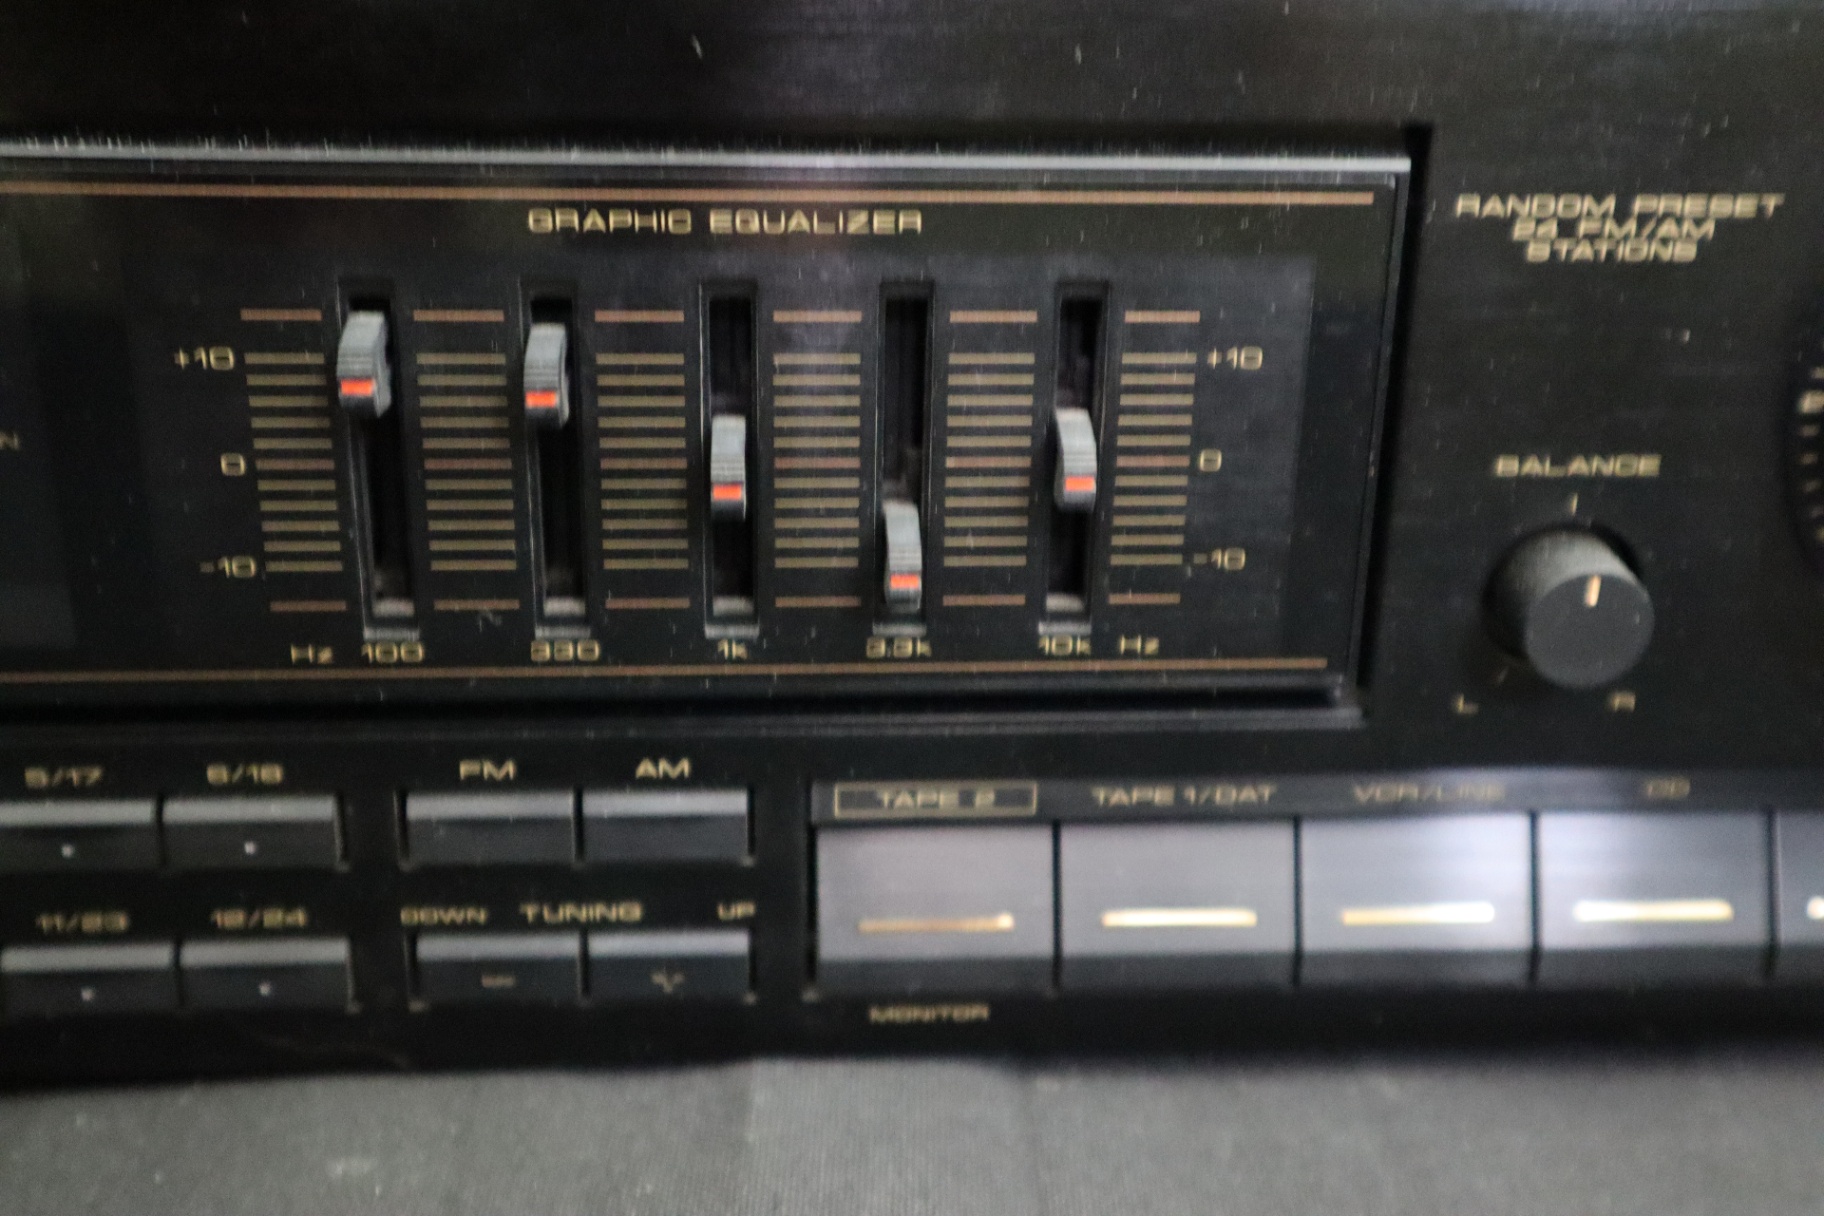 GRAPHIC EQUALIZER
RANDOM PRESET
24 FM/AM
STATIONS
+10 +10
0 0
-10 -10
Hz 100 330 1k 3.3k 10k Hz
BALANCE
L R
5/17 6/18 FM AM
TAPE 2 TAPE 1/DAT VCR/LINE CD
11/23 12/24 DOWN TUNING UP
- +
MONITOR